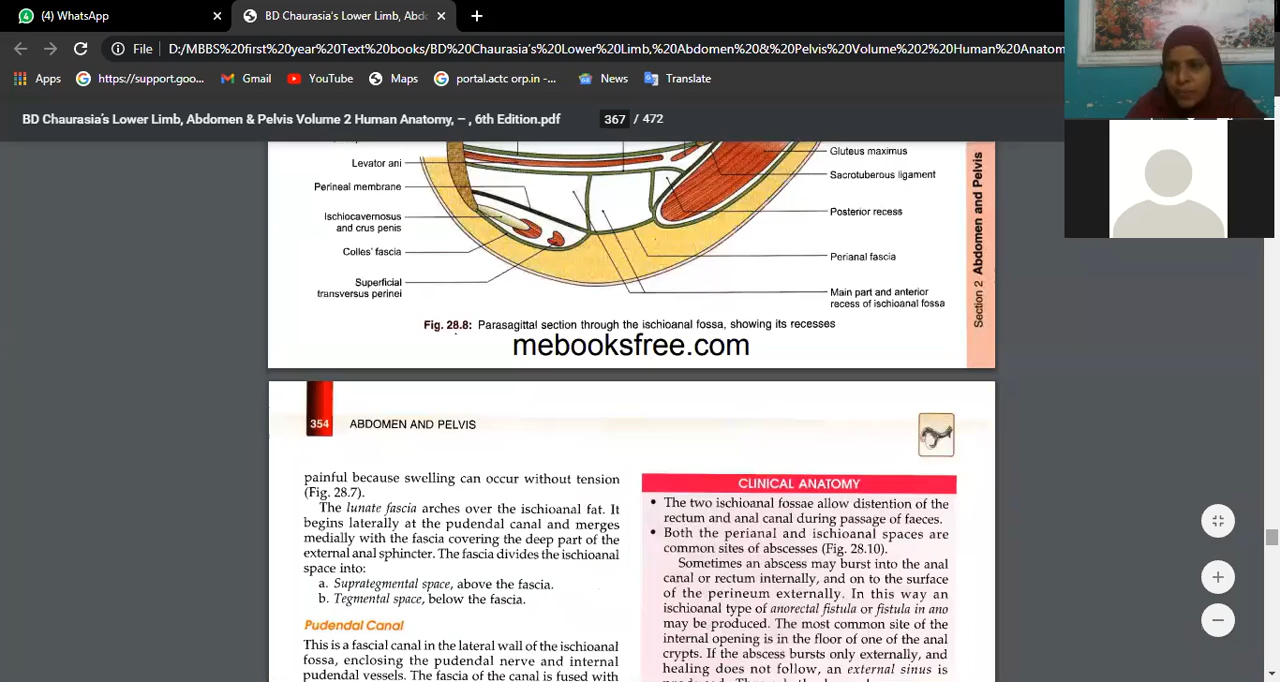 4
(4) WhatsApp
BD Chaurasia's Lower Limb, Abdo
File
D:/MBBS%20first%20year%20Text%20books/BD%20Chaurasia's%20Lower%20Limb,%20Abdomen%20&%20Pelvis%20Volume%202%20Human%20Anatom
Apps
https://support.goo...
Gmail
YouTube
Maps
portal.actc orp.in -...
News
Translate
BD Chaurasia's Lower Limb, Abdomen & Pelvis Volume 2 Human Anatomy, – , 6th Edition.pdf
367 / 472
Levator ani
Perineal membrane
Ischiocavernosus
and crus penis
Colles' fascia
Superficial
transversus perinei
Gluteus maximus
Sacrotuberous ligament
Posterior recess
Perianal fascia
Main part and anterior
recess of ischioanal fossa
Section 2 Abdomen and Pelvis
Fig. 28.8: Parasagittal section through the ischioanal fossa, showing its recesses
mebooksfree.com
354
ABDOMEN AND PELVIS
painful because swelling can occur without tension
(Fig. 28.7).
The lunate fascia arches over the ischioanal fat. It
begins laterally at the pudendal canal and merges
medially with the fascia covering the deep part of the
external anal sphincter. The fascia divides the ischioanal
space into:
a. Suprategmental space, above the fascia.
b. Tegmental space, below the fascia.
Pudendal Canal
This is a fascial canal in the lateral wall of the ischioanal
fossa, enclosing the pudendal nerve and internal
pudendal vessels. The fascia of the canal is fused with
CLINICAL ANATOMY
• The two ischioanal fossae allow distention of the
rectum and anal canal during passage of faeces.
• Both the perianal and ischioanal spaces are
common sites of abscesses (Fig. 28.10).
Sometimes an abscess may burst into the anal
canal or rectum internally, and on to the surface
of the perineum externally. In this way an
ischioanal type of anorectal fistula or fistula in ano
may be produced. The most common site of the
internal opening is in the floor of one of the anal
crypts. If the abscess bursts only externally, and
healing does not follow, an external sinus is